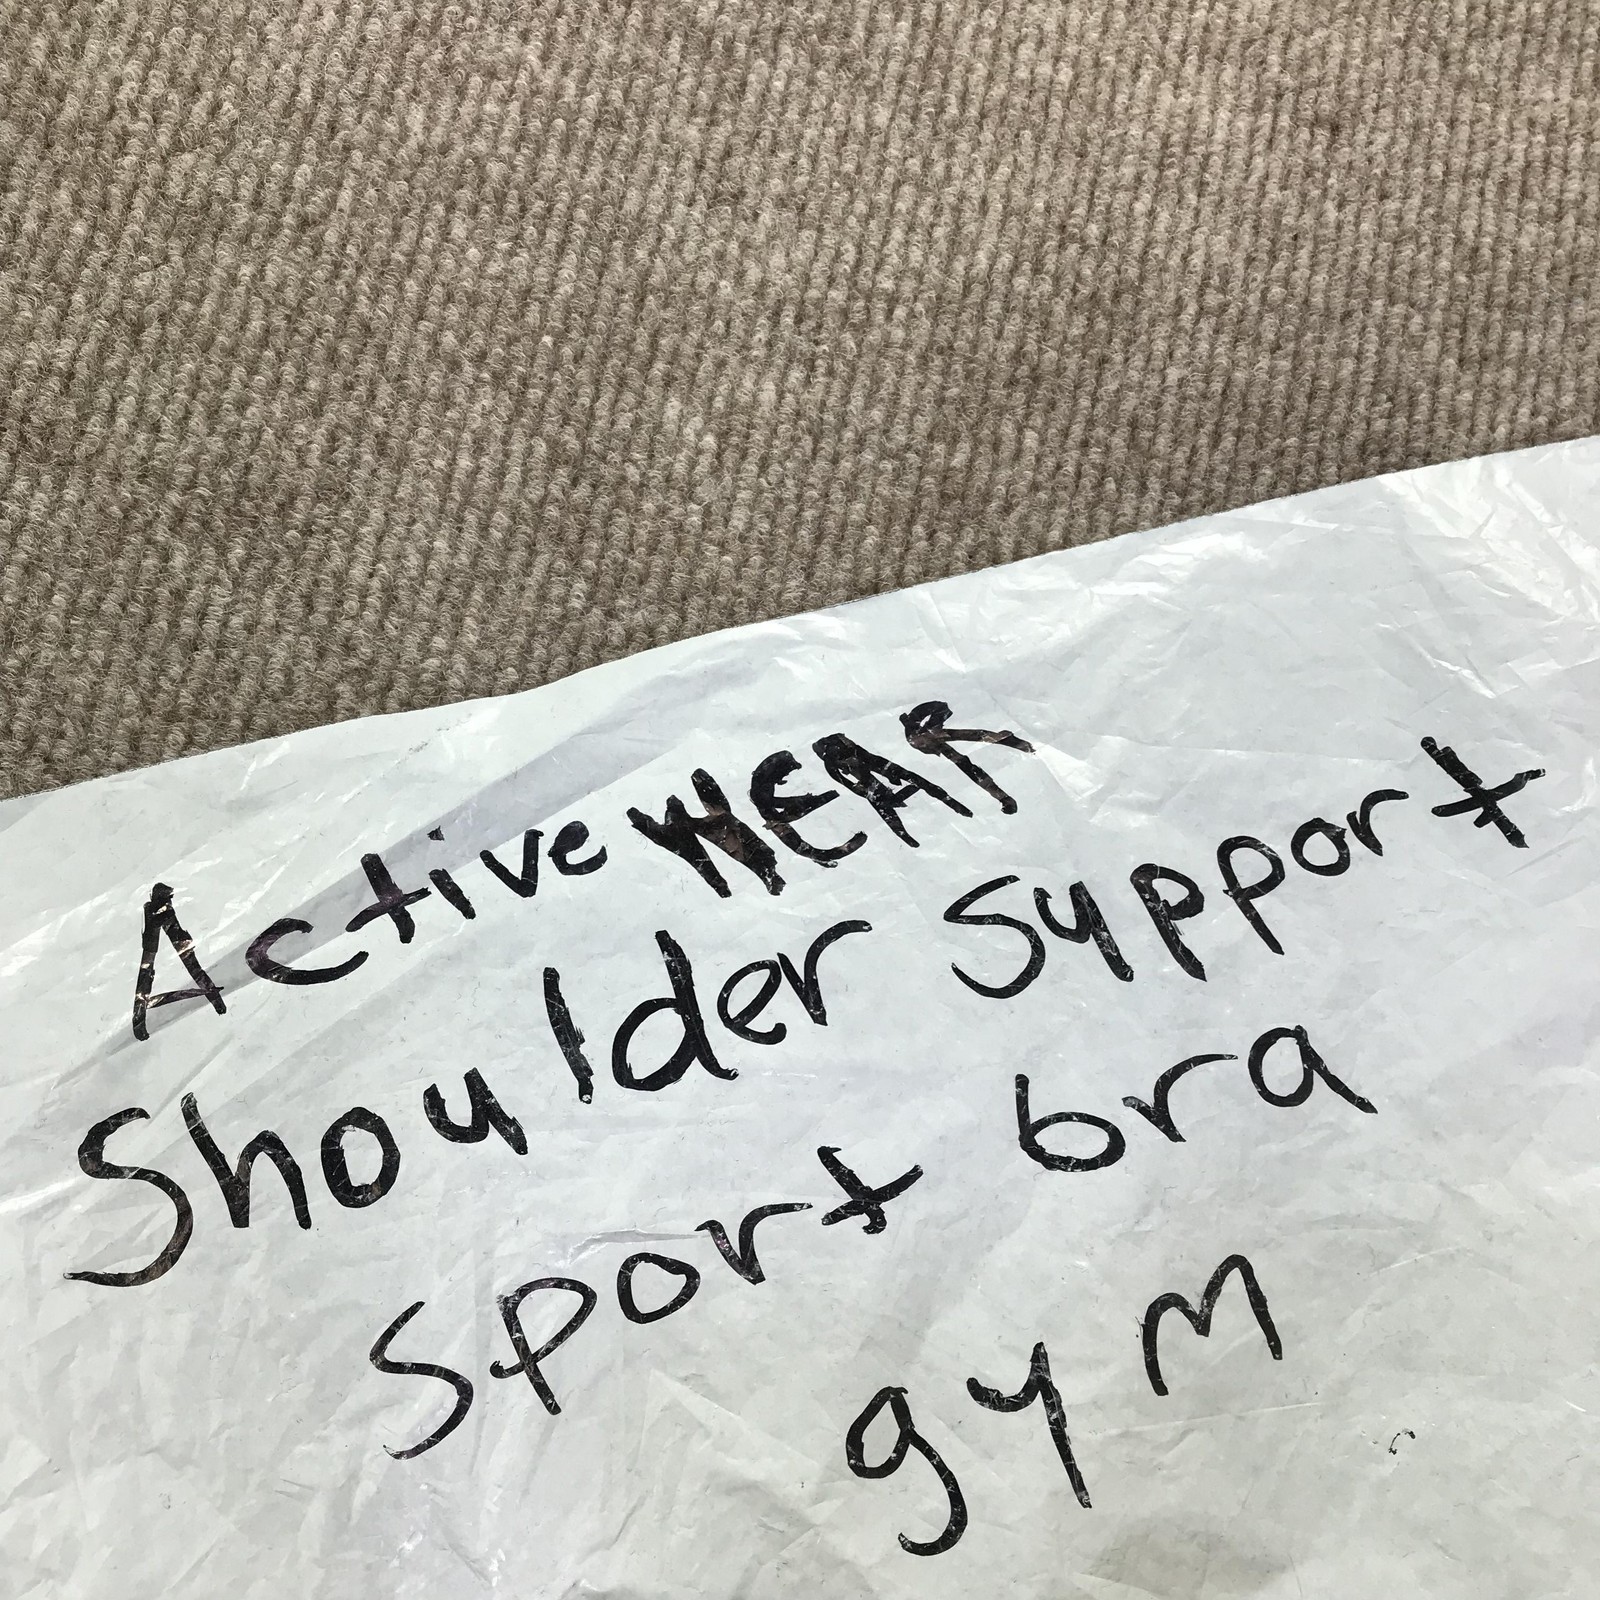 Active WEAR
Shoulder Support
Sport bra
gym